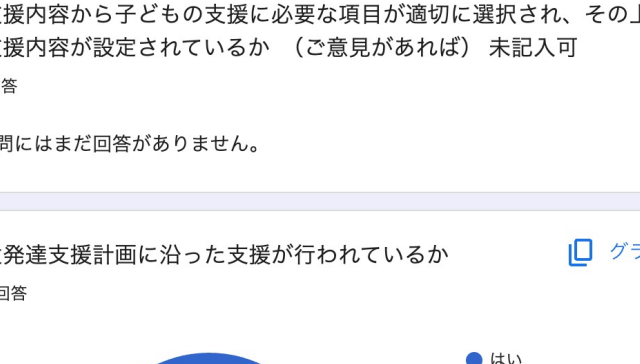 援内容から子どもの支援に必要な項目が適切に選択され、その
援内容が設定されているか （ご意見があれば） 未記入可
答
問にはまだ回答がありません。
発達支援計画に沿った支援が行われているか
グラ
回答
はい